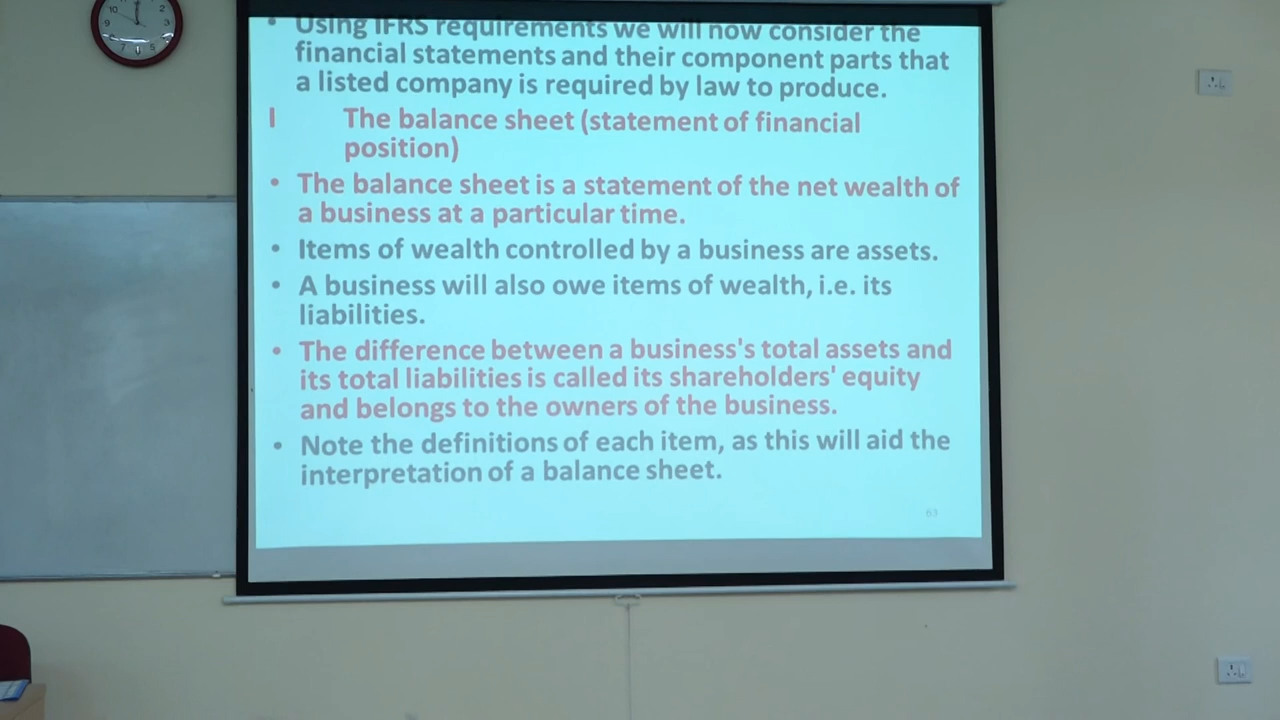 • Using IFRS requirements we will now consider the
financial statements and their component parts that
a listed company is required by law to produce.
I The balance sheet (statement of financial
position)
• The balance sheet is a statement of the net wealth of
a business at a particular time.
• Items of wealth controlled by a business are assets.
• A business will also owe items of wealth, i.e. its
liabilities.
• The difference between a business's total assets and
its total liabilities is called its shareholders' equity
and belongs to the owners of the business.
• Note the definitions of each item, as this will aid the
interpretation of a balance sheet.
63